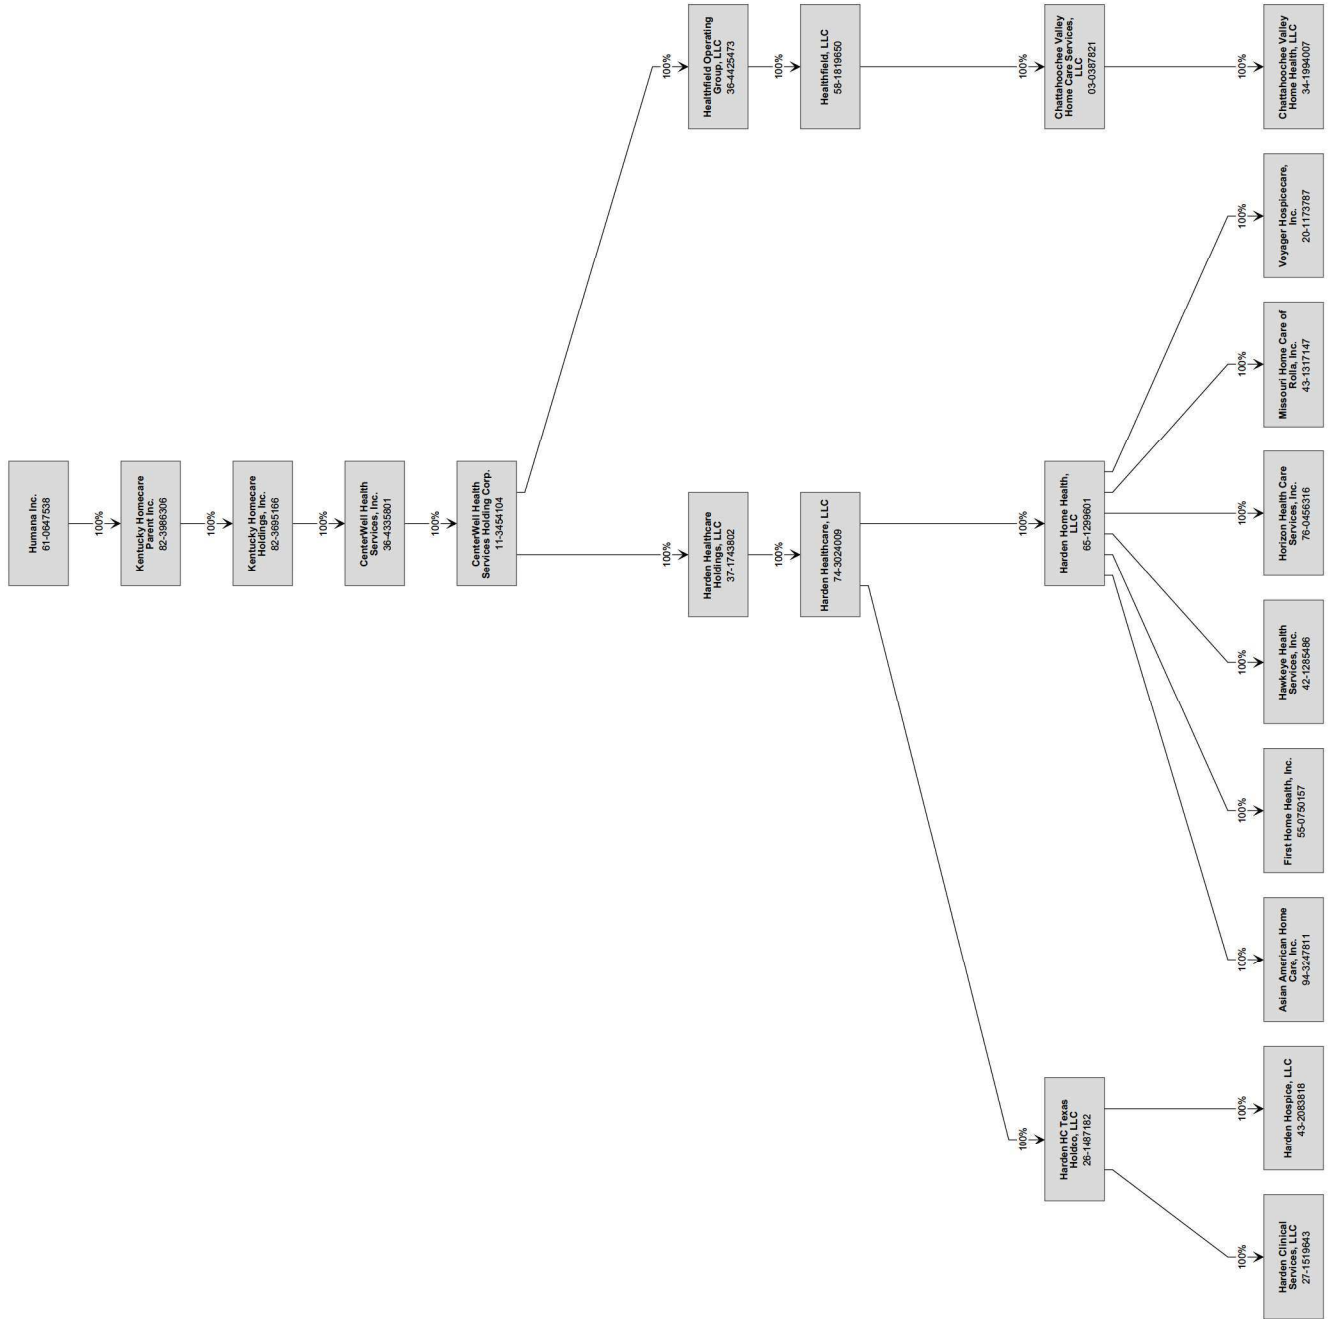 Humana Inc.
61-0647538
100%
Kentucky Homecare
Parent Inc.
82-3986306
100%
Kentucky Homecare
Holdings, Inc.
82-3695166
100%
CenterWell Health
Services, Inc.
36-4335801
100%
CenterWell Health
Services Holding Corp.
11-3454104
100%
Harden Healthcare
Holdings, LLC
37-1743802
100%
Healthfield Operating
Group, LLC
36-4425473
100%
Harden Healthcare, LLC
74-3024009
100%
Healthfield, LLC
58-1819650
100%
Harden HC Texas
Holdco, LLC
26-1487182
100%
Harden Home Health,
LLC
65-1299601
100%
Chattahoochee Valley
Home Care Services,
LLC
03-0387821
100%
Harden Clinical
Services, LLC
27-1519643
100%
Harden Hospice, LLC
43-2083818
100%
Asian American Home
Care, Inc.
94-3247811
100%
First Home Health, Inc.
55-0750157
100%
Hawkeye Health
Services, Inc.
42-1285486
100%
Horizon Health Care
Services, Inc.
76-0456316
100%
Missouri Home Care of
Rolla, Inc.
43-1317147
100%
Voyager Hospicecare,
Inc.
20-1173787
100%
Chattahoochee Valley
Home Health, LLC
34-1994007